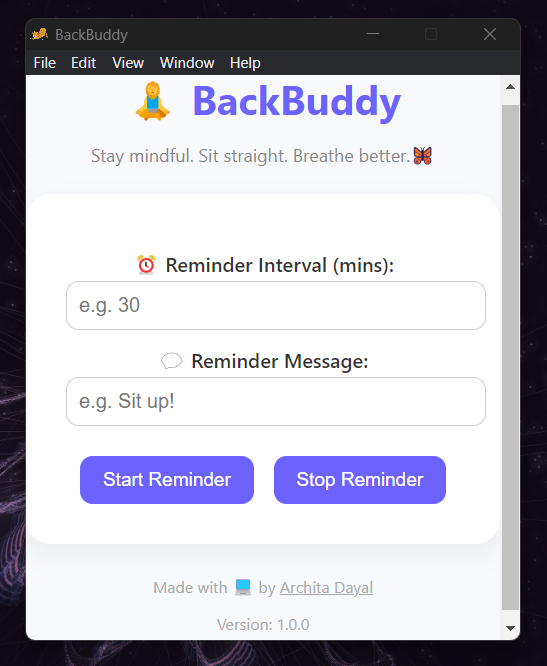 BackBuddy
File Edit View Window Help
🧘 BackBuddy
Stay mindful. Sit straight. Breathe better.🦋
⏰ Reminder Interval (mins):
e.g. 30
💬 Reminder Message:
e.g. Sit up!
Start Reminder Stop Reminder
Made with 💻 by Archita Dayal
Version: 1.0.0